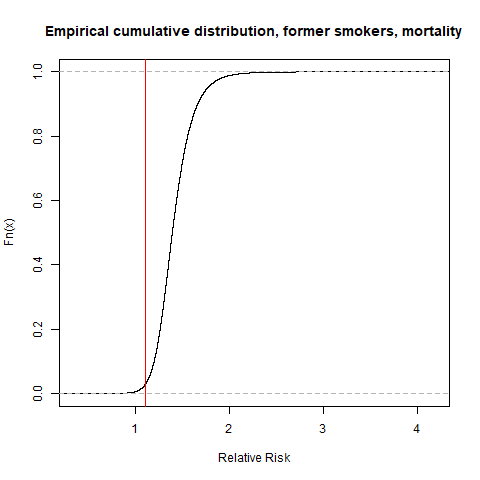 Empirical cumulative distribution, former smokers, mortality
1.0
0.8
0.6
0.4
0.2
0.0
Fn(x)
1 2 3 4
Relative Risk